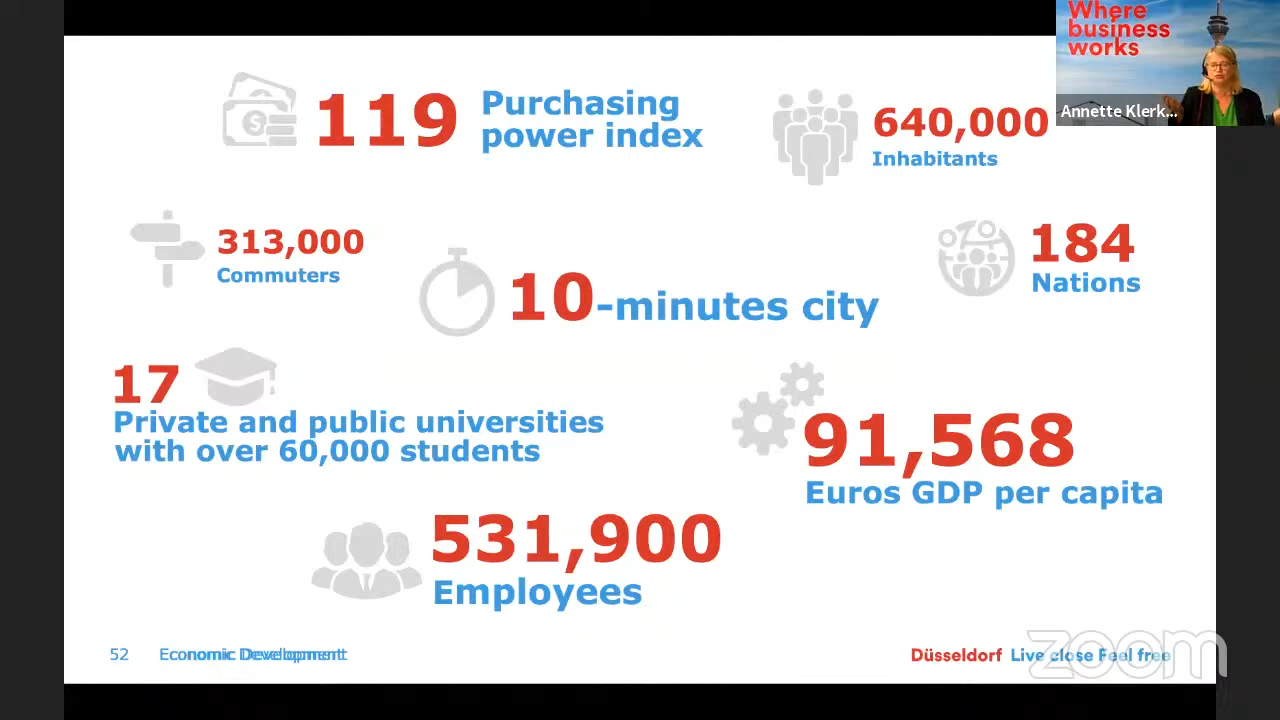 Where
business
works
Annette Klerk...
119
Purchasing
power index
640,000
Inhabitants
313,000
Commuters
10-minutes city
184
Nations
17
Private and public universities
with over 60,000 students
91,568
Euros GDP per capita
531,900
Employees
52 Economic Development
Düsseldorf Live close Feel free
zoom